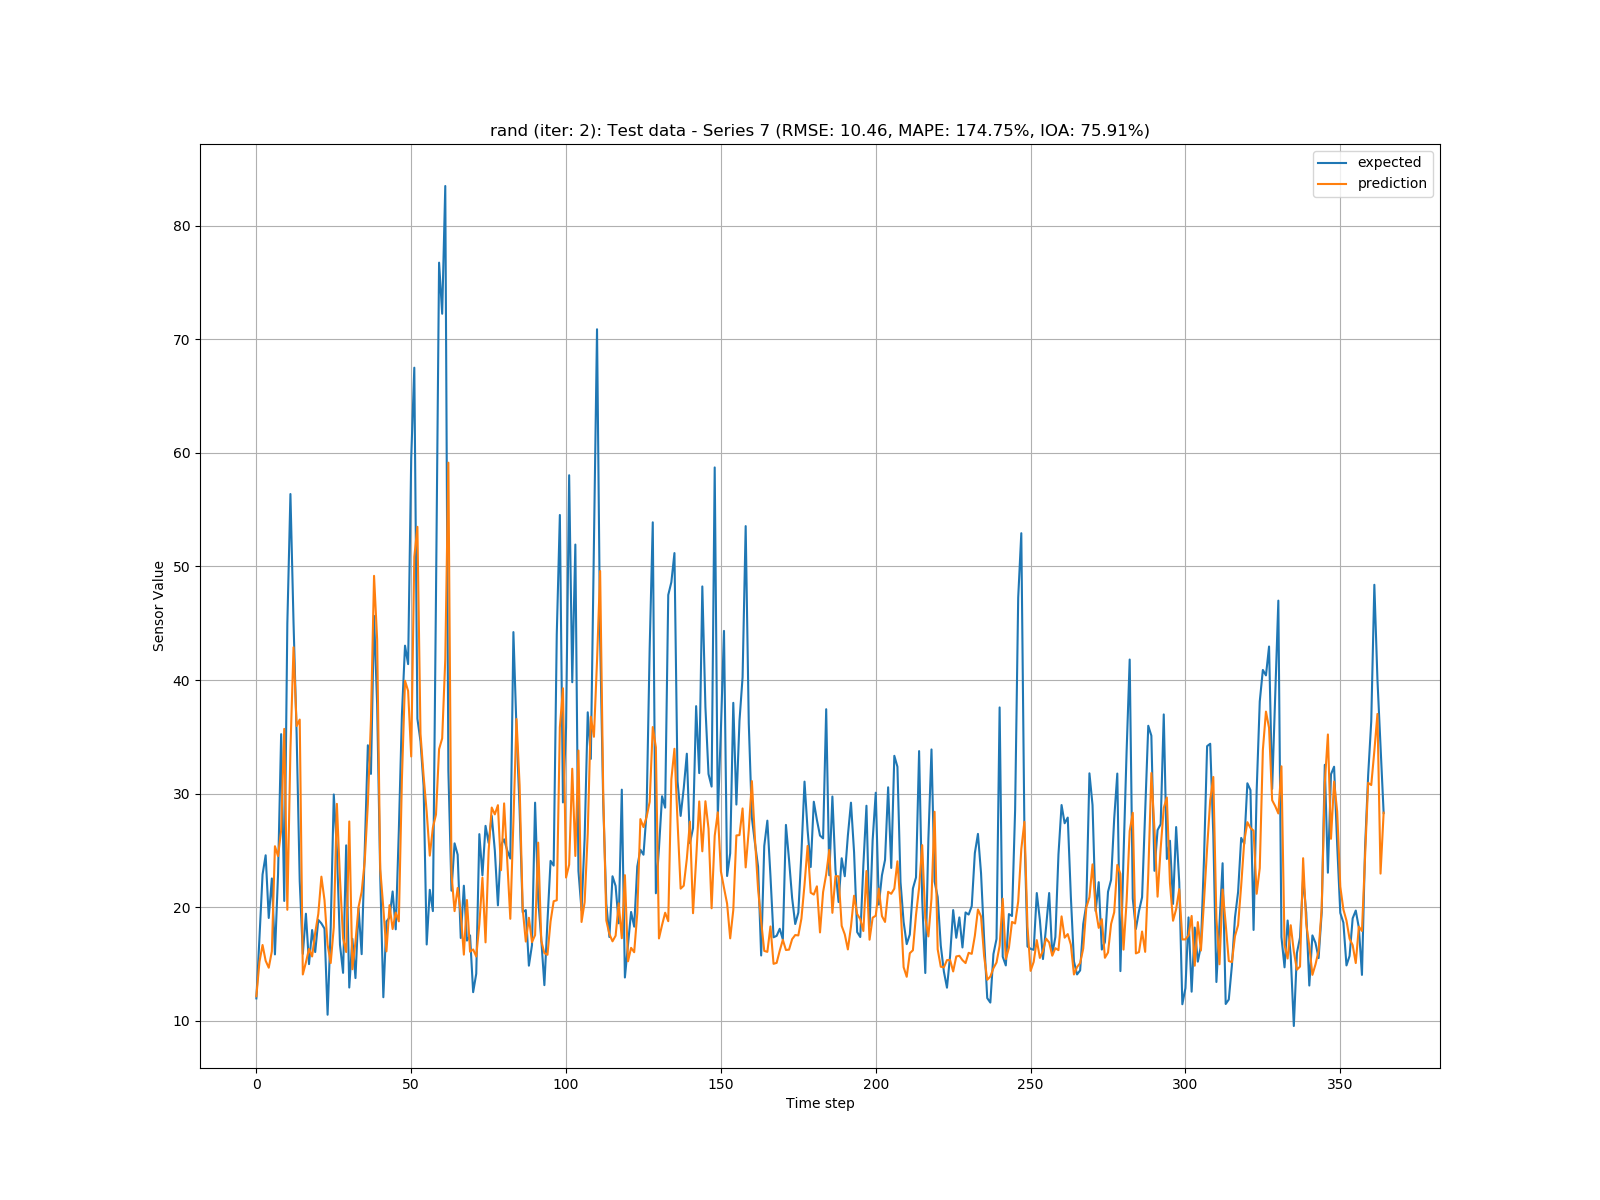 rand (iter: 2): Test data - Series 7 (RMSE: 10.46, MAPE: 174.75%, IOA: 75.91%)
expected
prediction
80
70
60
50
40
30
20
10
Sensor Value
0 50 100 150 200 250 300 350
Time step